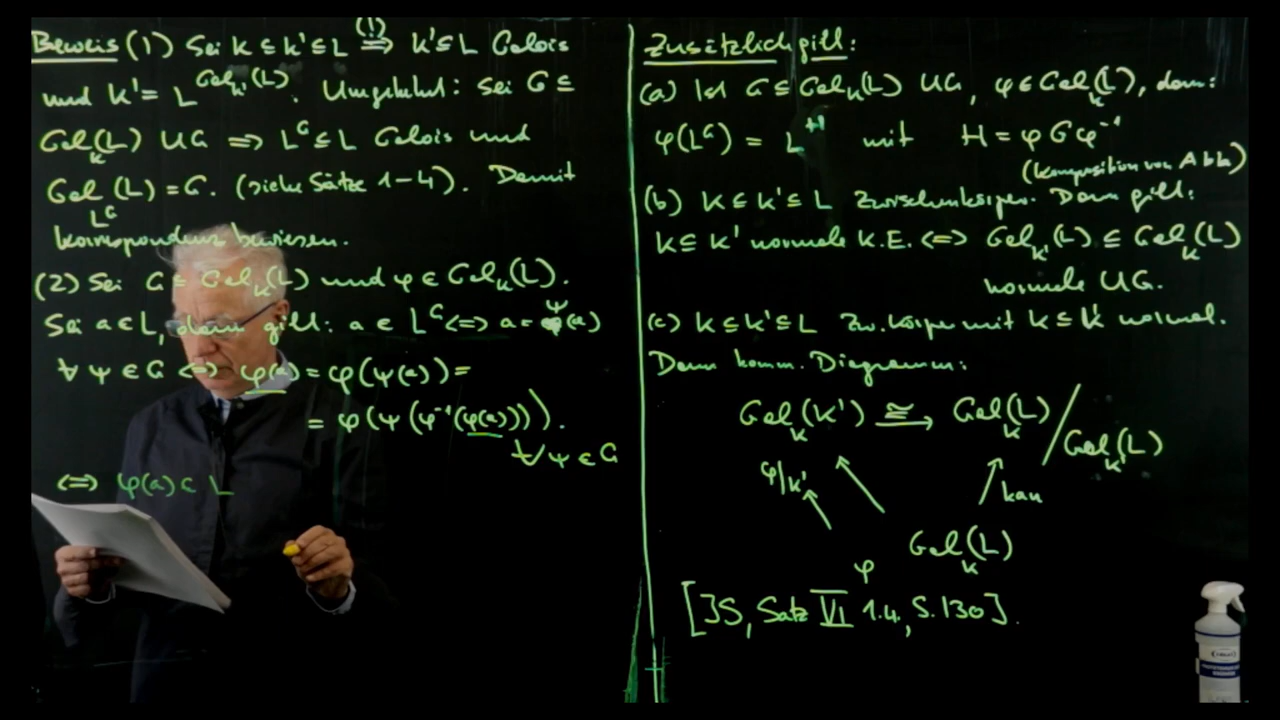 Beweis (1) Sei k ⊆ k' ⊆ L (!)⟹ k' ⊆ L Galois
und k' = L^{Gal_{k'}(L)}. Umgekehrt: Sei G ⊆
Gal_k(L) UG ⟹ L^G ⊆ L Galois und
Gal_{L^G}(L) = G. (siehe Sätze 1-4). Damit
Korrespondenz bewiesen.
(2) Sei G ⊆ Gal_k(L) und φ ∈ Gal_k(L).
Sei a ∈ L, dann gilt: a ∈ L^G ⟺ a = ψ(a)
∀ ψ ∈ G ⟺ φ(a) = φ(ψ(a)) =
= φ(ψ(φ^{-1}(φ(a)))).
∀ ψ ∈ G
⟺ φ(a) ∈ L
Zusätzlich gilt:
(a) Ist G ⊆ Gal_k(L) UG, φ ∈ Gal_k(L), dann:
φ(L^G) = L^H mit H = φGφ^{-1}
(Komposition von Abb.)
(b) k ⊆ k' ⊆ L Zwischenkörper. Dann gilt:
k ⊆ k' normale K.E. ⟺ Gal_{k'}(L) ⊆ Gal_k(L)
normale UG.
(c) k ⊆ k' ⊆ L Zw.körper mit k ⊆ k' normal.
Dann komm. Diagramm:
Gal_k(k') ≅⟶ Gal_k(L) / Gal_{k'}(L)
φ|k' kan
Gal_k(L)
φ
[JS, Satz VI 1.4., S. 130].